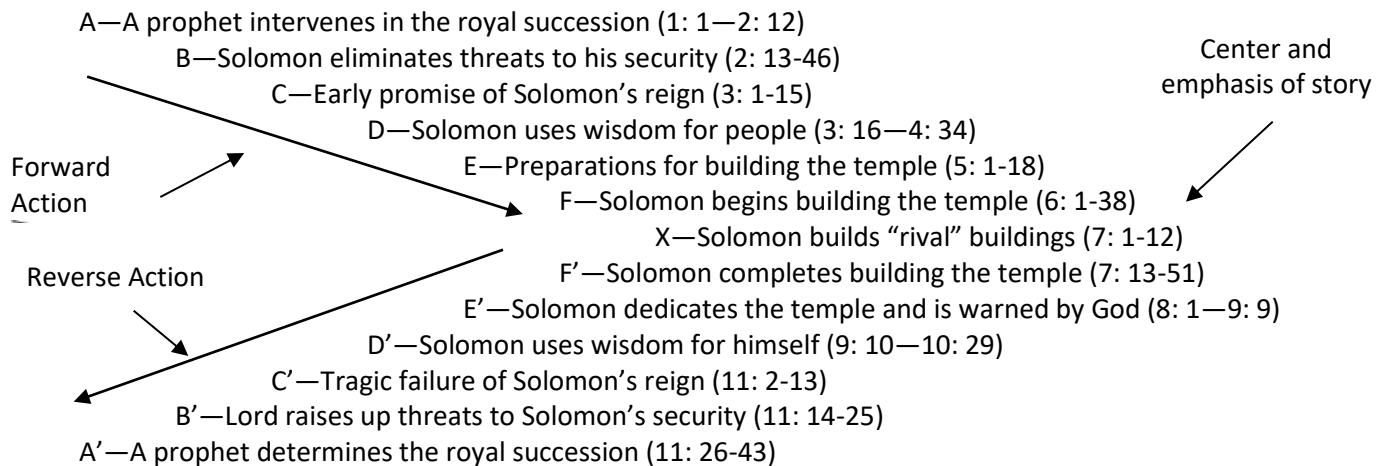 A—A prophet intervenes in the royal succession (1: 1—2: 12)
B—Solomon eliminates threats to his security (2: 13-46)
C—Early promise of Solomon’s reign (3: 1-15)
D—Solomon uses wisdom for people (3: 16—4: 34)
E—Preparations for building the temple (5: 1-18)
F—Solomon begins building the temple (6: 1-38)
X—Solomon builds “rival” buildings (7: 1-12)
F’—Solomon completes building the temple (7: 13-51)
E’—Solomon dedicates the temple and is warned by God (8: 1—9: 9)
D’—Solomon uses wisdom for himself (9: 10—10: 29)
C’—Tragic failure of Solomon’s reign (11: 2-13)
B’—Lord raises up threats to Solomon’s security (11: 14-25)
A’—A prophet determines the royal succession (11: 26-43)
Center and
emphasis of story
Forward
Action
Reverse Action